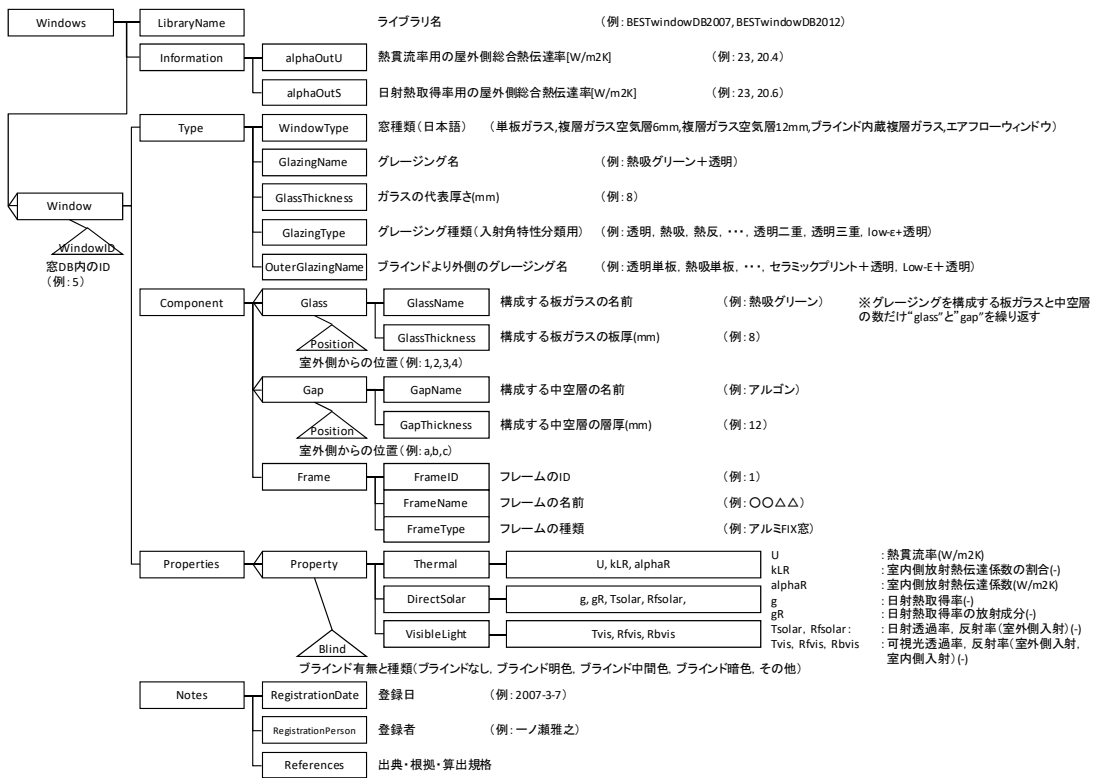 Windows LibraryName ライブラリ名 （例：BESTwindowDB2007,BESTwindowDB2012）
Information alphaOutU 熱貫流率用の屋外側総合熱伝達率[W/m2K] （例：23, 20.4）
alphaOutS 日射熱取得率用の屋外側総合熱伝達率[W/m2K] （例：23, 20.6）
Type WindowType 窓種類（日本語） （単板ガラス,複層ガラス空気層6mm,複層ガラス空気層12mm,ブラインド内蔵複層ガラス,エアフローウィンドウ）
GlazingName グレージング名 （例：熱吸グリーン＋透明）
Window GlassThickness ガラスの代表厚さ(mm) （例：8）
WindowID GlazingType グレージング種類（入射角特性分類用） （例：透明，熱吸，熱反，・・・，透明二重，透明三重，low-ε+透明）
窓DB内のID
（例：5）
OuterGlazingName ブラインドより外側のグレージング名 （例：透明単板，熱吸単板，・・・，セラミックプリント＋透明，Low-E＋透明）
Component Glass GlassName 構成する板ガラスの名前 （例：熱吸グリーン） ※グレージングを構成する板ガラスと中空層
の数だけ“glass”と”gap”を繰り返す
Position GlassThickness 構成する板ガラスの板厚(mm) （例：8）
室外側からの位置（例：1,2,3,4）
Gap GapName 構成する中空層の名前 （例：アルゴン）
Position GapThickness 構成する中空層の層厚(mm) （例：12）
室外側からの位置（例：a,b,c）
Frame FrameID フレームのID （例：1）
FrameName フレームの名前 （例：〇〇△△）
FrameType フレームの種類 （例：アルミFIX窓）
Properties Property Thermal U, kLR, alphaR
DirectSolar g, gR, Tsolar, Rfsolar,
VisibleLight Tvis, Rfvis, Rbvis
U ：熱貫流率(W/m2K)
kLR ：室内側放射熱伝達係数の割合(-)
alphaR ：室内側放射熱伝達係数(W/m2K)
g ：日射熱取得率(-)
gR ：日射熱取得率の放射成分(-)
Tsolar, Rfsolar： ：日射透過率，反射率（室外側入射）(-)
Tvis, Rfvis, Rbvis ：可視光透過率，反射率（室外側入射，
室内側入射）(-)
Blind
ブラインド有無と種類（ブラインドなし，ブラインド明色，ブラインド中間色，ブラインド暗色，その他）
Notes RegistrationDate 登録日 （例：2007-3-7）
RegistrationPerson 登録者 （例：一ノ瀬雅之）
References 出典・根拠・算出規格